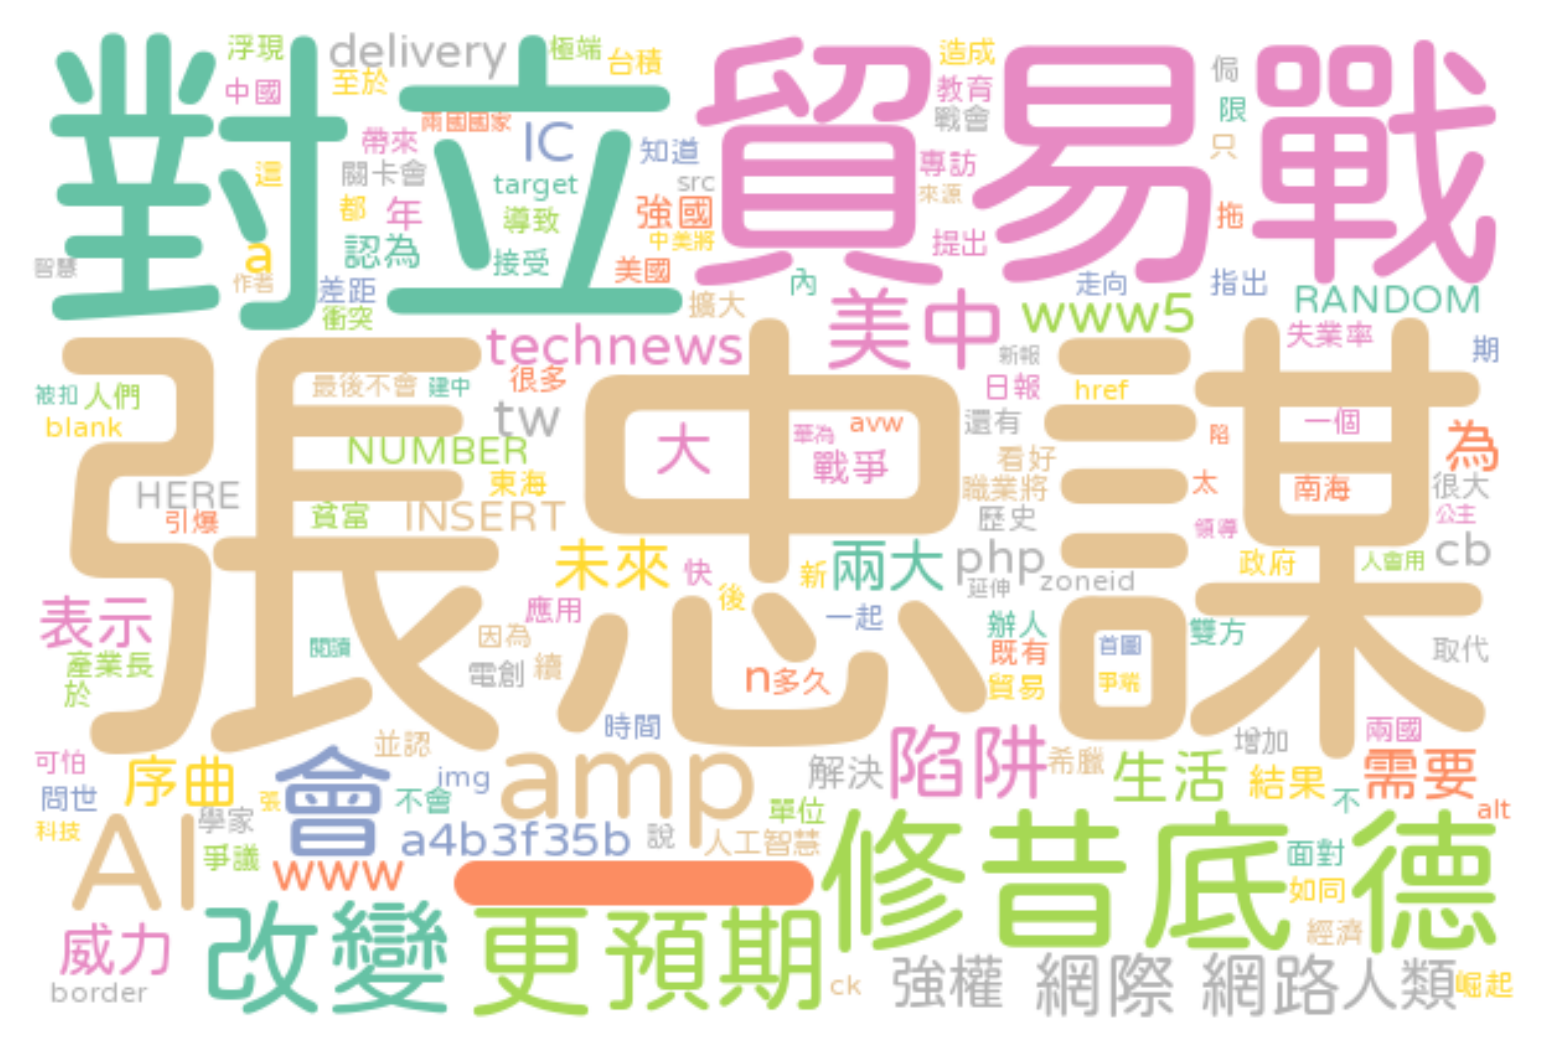 對立
貿易戰
張忠謀
浮現
delivery
極端
台積
造成
侷
限
中國
至於
教育
戰會
兩國國家
帶來
IC
知道
專訪
只
還
關卡會
target
src
來源
都
年
導致
強國
拖
中美將
提出
a
認為
接受
美國
智慧
作者
差距
內
走向
指出
衝突
擴大
美中
www5
RANDOM
technews
新報
失業率
期
被扣
人們
最後不會
建中
很多
日報
href
blank
tw
大
華為
avw
還有
一個
為
NUMBER
戰爭
看好
陷
HERE
東海
職業將
太
南海
很大
引爆
貧富
INSERT
歷史
領導
公主
未來
快
新
兩大
php
延伸
zoneid
政府
人會用
cb
表示
應用
後
一起
辦人
雙方
產業長
於
閱讀
因為
電創
續
n多久
既有
貿易
首圖
爭端
取代
時間
可怕
問世
序曲
並認
會
img
amp
解決
陷阱
希臘
生活
增加
兩國
結果
需要
科技
張
不會
單位
不
alt
AI
學家
爭議
a4b3f35b
說
人工智慧
修昔底德
面對
如同
www
經濟
威力
改變
更預期
border
ck
強權
網際
網路
人類
崛起